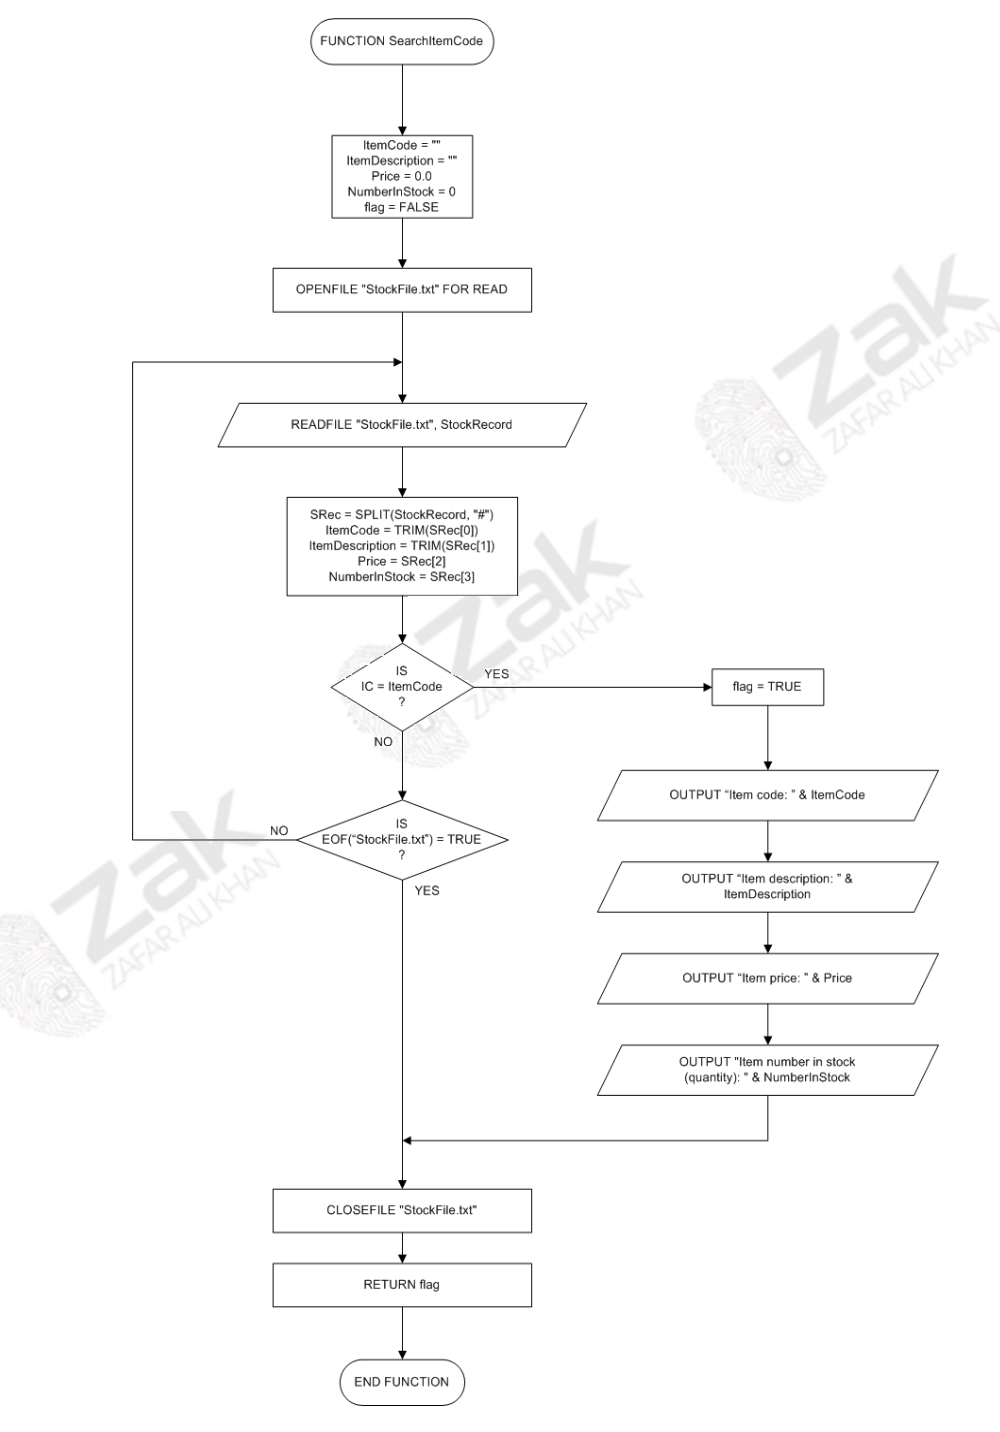 FUNCTION SearchItemCode
ItemCode = ""
ItemDescription = ""
Price = 0.0
NumberInStock = 0
flag = FALSE
OPENFILE "StockFile.txt" FOR READ
READFILE "StockFile.txt", StockRecord
SRec = SPLIT(StockRecord, "#")
ItemCode = TRIM(SRec[0])
ItemDescription = TRIM(SRec[1])
Price = SRec[2]
NumberInStock = SRec[3]
IS
IC = ItemCode
?
YES
NO
flag = TRUE
OUTPUT “Item code: ” & ItemCode
OUTPUT “Item description: ” &
ItemDescription
OUTPUT “Item price: ” & Price
OUTPUT "Item number in stock
(quantity): " & NumberInStock
IS
EOF(“StockFile.txt”) = TRUE
?
NO
YES
CLOSEFILE "StockFile.txt"
RETURN flag
END FUNCTION
Zak
ZAFAR ALI KHAN
Zak
ZAFAR ALI KHAN
Zak
ZAFAR ALI KHAN